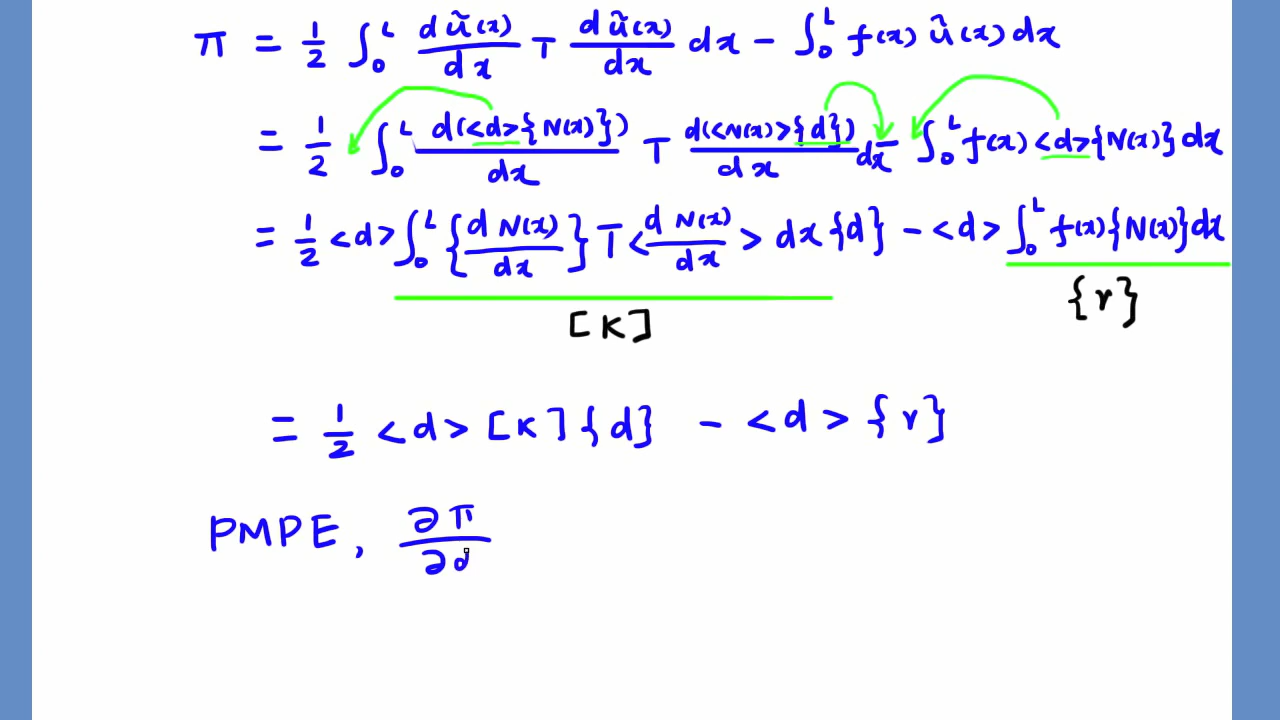 π = 1/2 ∫₀ᴸ dũ(x)/dx T dũ(x)/dx dx − ∫₀ᴸ f(x) ũ(x) dx
= 1/2 ∫₀ᴸ d(<d>{N(x)})/dx T d(<N(x)>{d})/dx dx − ∫₀ᴸ f(x) <d>{N(x)} dx
= 1/2 <d> ∫₀ᴸ {dN(x)/dx} T <dN(x)/dx> dx {d} − <d> ∫₀ᴸ f(x){N(x)}dx
[K] {r}
= 1/2 <d> [K] {d} − <d> {r}
PMPE, ∂π/∂d